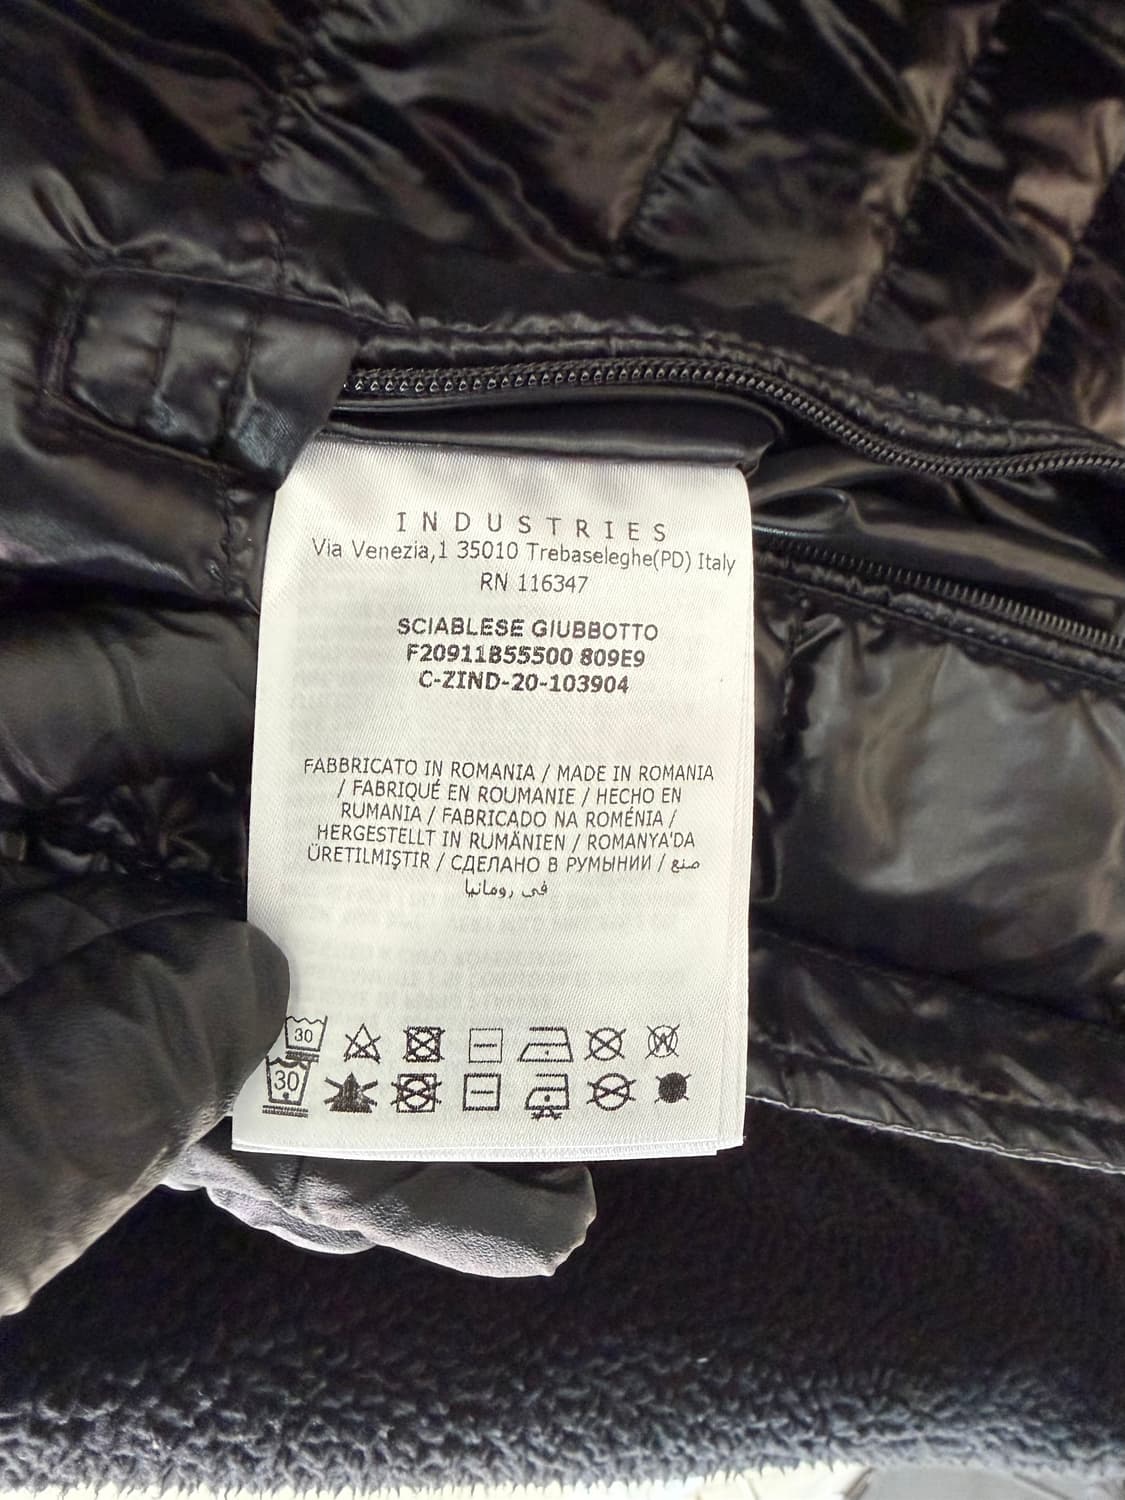 INDUSTRIES
Via Venezia,1 35010 Trebaseleghe(PD) Italy
RN 116347
SCIABLESE GIUBBOTTO
F20911B55500 809E9
C-ZIND-20-103904
FABBRICATO IN ROMANIA / MADE IN ROMANIA
/ FABRIQUÉ EN ROUMANIE / HECHO EN
RUMANIA / FABRICADO NA ROMÉNIA /
HERGESTELLT IN RUMÄNIEN / ROMANYA'DA
ÜRETILMIŞTIR / СДЕЛАНО В РУМЫНИИ / صنع
في رومانيا
30 W
30